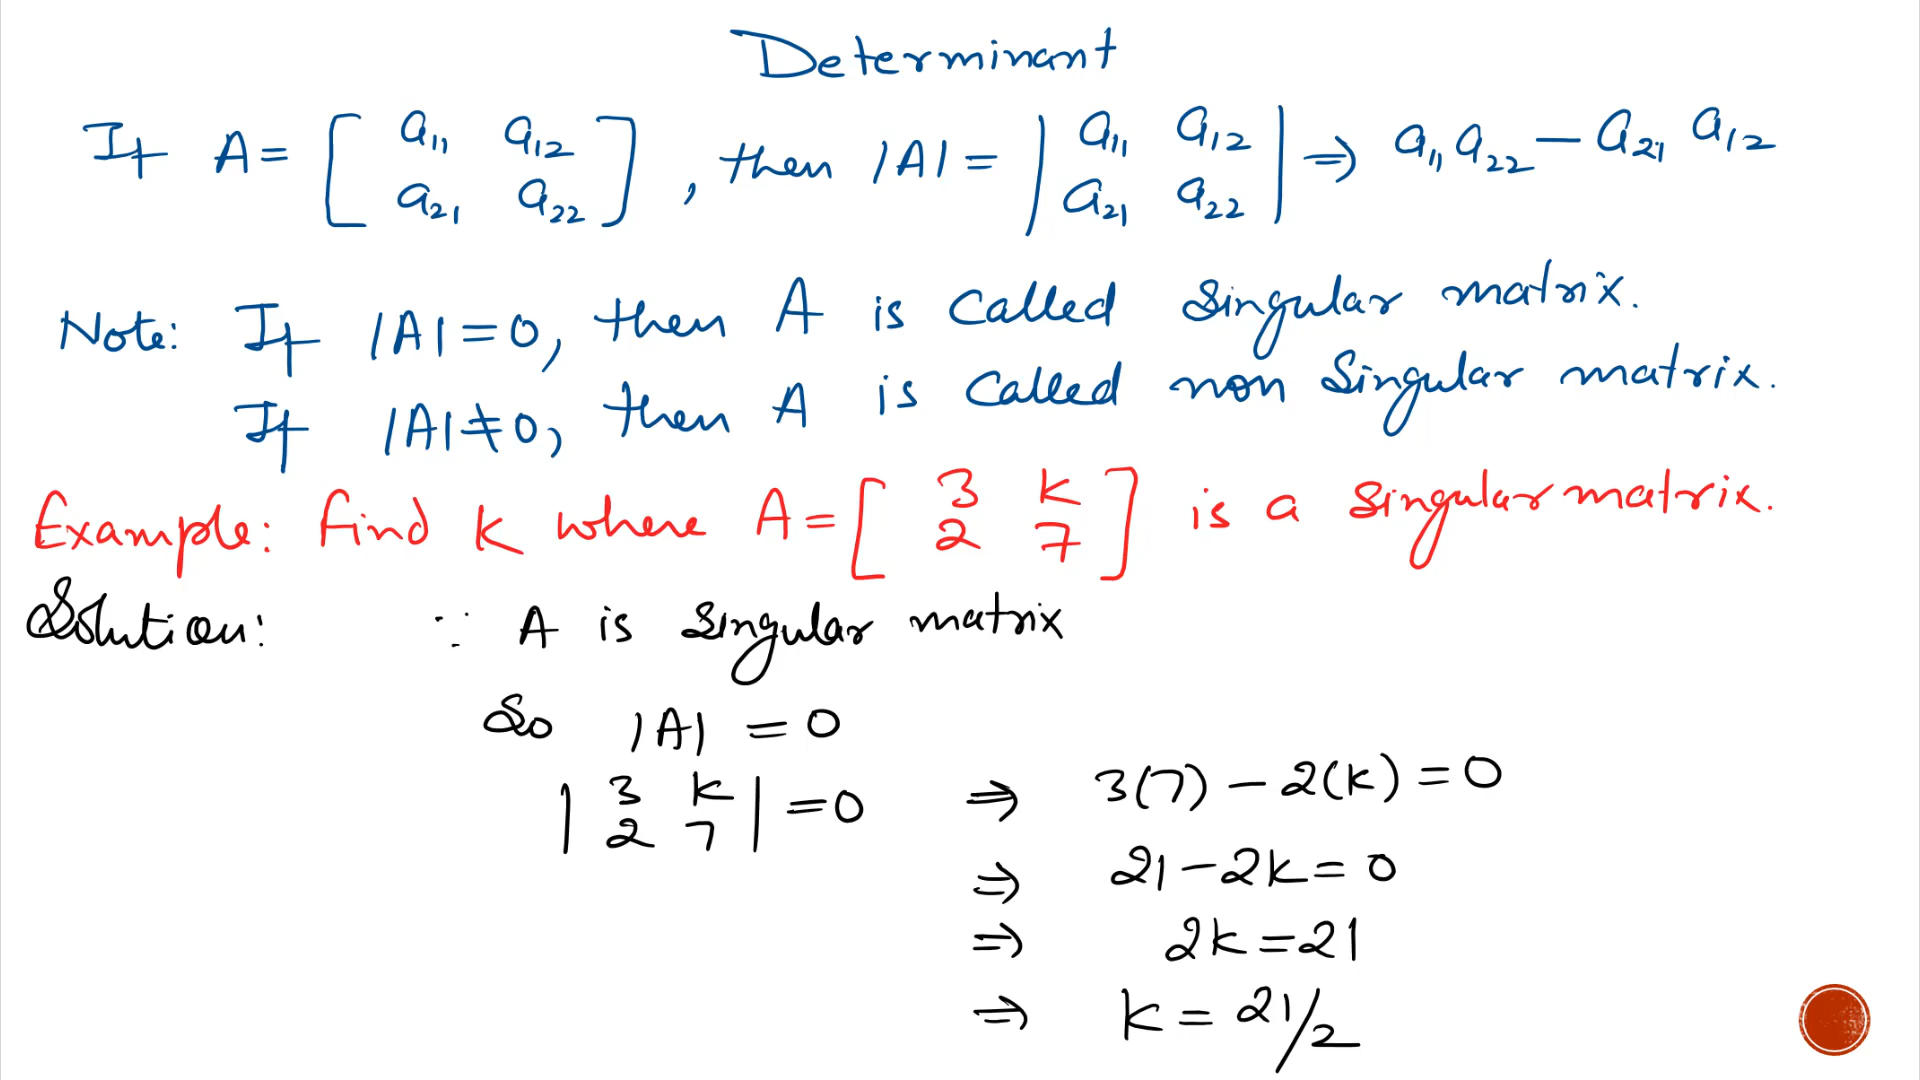 Determinant
If A = [ a11 a12
a21 a22 ] , then |A| = | a11 a12
a21 a22 | ⇒ a11 a22 − a21 a12
Note: If |A| = 0, then A is called singular matrix.
If |A| ≠ 0, then A is called non singular matrix.
Example: find k where A = [ 3 k
2 7 ] is a singular matrix.
Solution: ∵ A is singular matrix
So |A| = 0
| 3 k
2 7 | = 0 ⇒ 3(7) − 2(k) = 0
⇒ 21 − 2k = 0
⇒ 2k = 21
⇒ k = 21/2